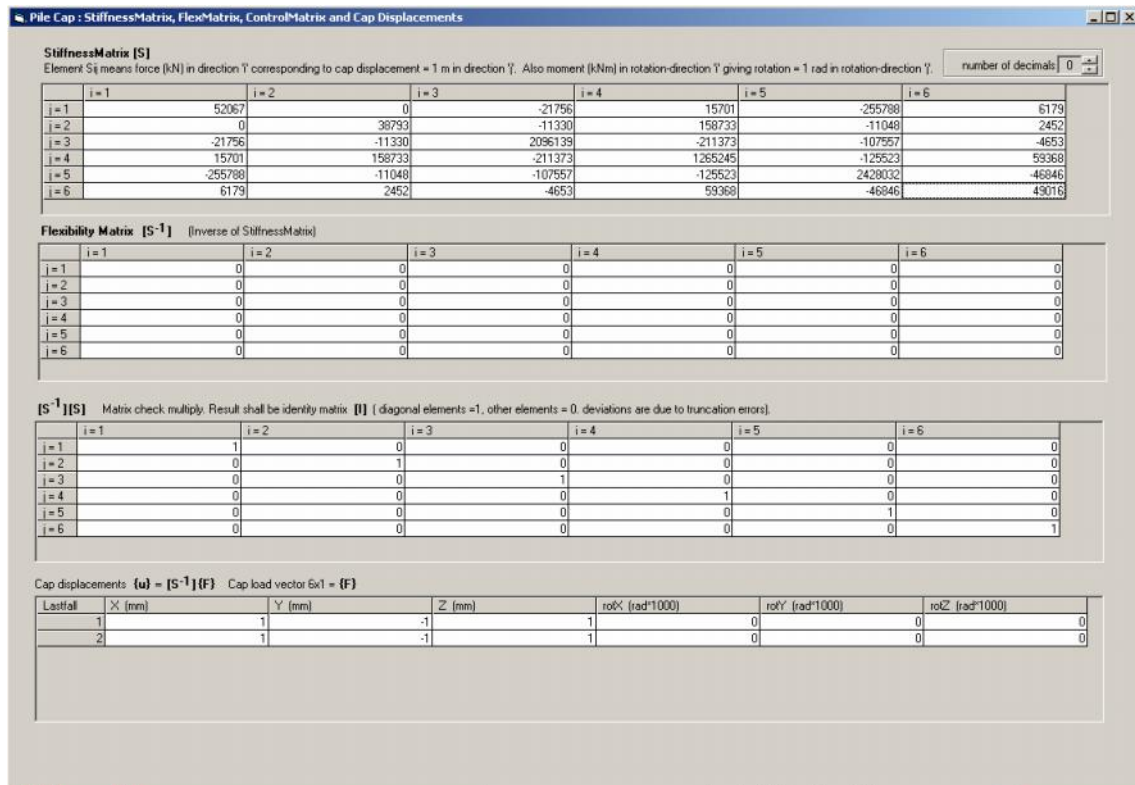 Pile Cap : StiffnessMatrix, FlexMatrix, ControlMatrix and Cap Displacements
StiffnessMatrix [S]
Element Sij means force (kN) in direction 'i' corresponding to cap displacement = 1 m in direction 'j'. Also moment (kNm) in rotation-direction 'i' giving rotation = 1 rad in rotation-direction 'j'.
number of decimals 0
i = 1 i = 2 i = 3 i = 4 i = 5 i = 6
j = 1 52067 0 -21756 15701 -255788 6179
j = 2 0 38793 -11330 158733 -11048 2452
j = 3 -21756 -11330 2096139 -211373 -107557 -4653
j = 4 15701 158733 -211373 1265245 -125523 59368
j = 5 -255788 -11048 -107557 -125523 2428032 -46846
j = 6 6179 2452 -4653 59368 -46846 49016
Flexibility Matrix [S-1] (Inverse of StiffnessMatrix)
i = 1 i = 2 i = 3 i = 4 i = 5 i = 6
j = 1 0 0 0 0 0 0
j = 2 0 0 0 0 0 0
j = 3 0 0 0 0 0 0
j = 4 0 0 0 0 0 0
j = 5 0 0 0 0 0 0
j = 6 0 0 0 0 0 0
[S-1][S] Matrix check multiply. Result shall be identity matrix [I] ( diagonal elements =1, other elements = 0. deviations are due to truncation errors).
i = 1 i = 2 i = 3 i = 4 i = 5 i = 6
j = 1 1 0 0 0 0 0
j = 2 0 1 0 0 0 0
j = 3 0 0 1 0 0 0
j = 4 0 0 0 1 0 0
j = 5 0 0 0 0 1 0
j = 6 0 0 0 0 0 1
Cap displacements {u} = [S-1]{F} Cap load vector 6x1 = {F}
Lastfall X (mm) Y (mm) Z (mm) rotX (rad*1000) rotY (rad*1000) rotZ (rad*1000)
1 1 -1 1 0 0 0
2 1 -1 1 0 0 0